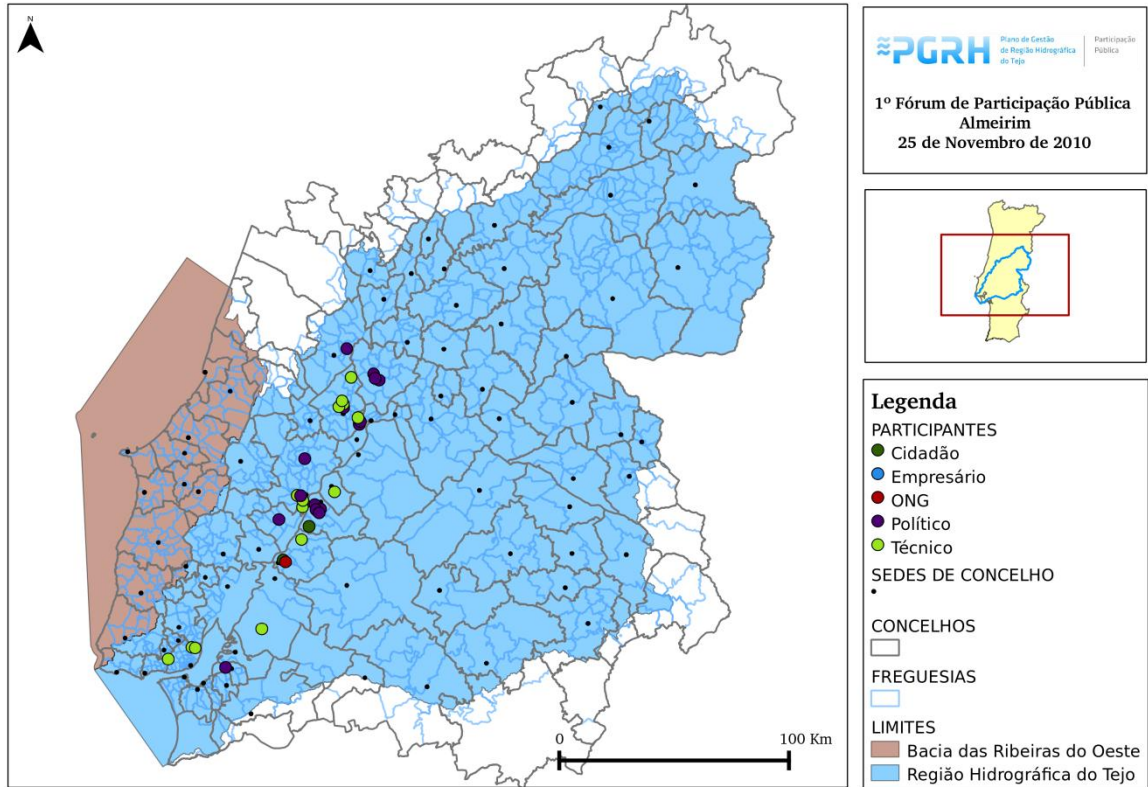 N
PGRH
Plano de Gestão
de Região Hidrográfica
do Tejo
Participação
Pública
1º Fórum de Participação Pública
Almeirim
25 de Novembro de 2010
Legenda
PARTICIPANTES
Cidadão
Empresário
ONG
Político
Técnico
SEDES DE CONCELHO
CONCELHOS
FREGUESIAS
LIMITES
Bacia das Ribeiras do Oeste
Região Hidrográfica do Tejo
0
100 Km